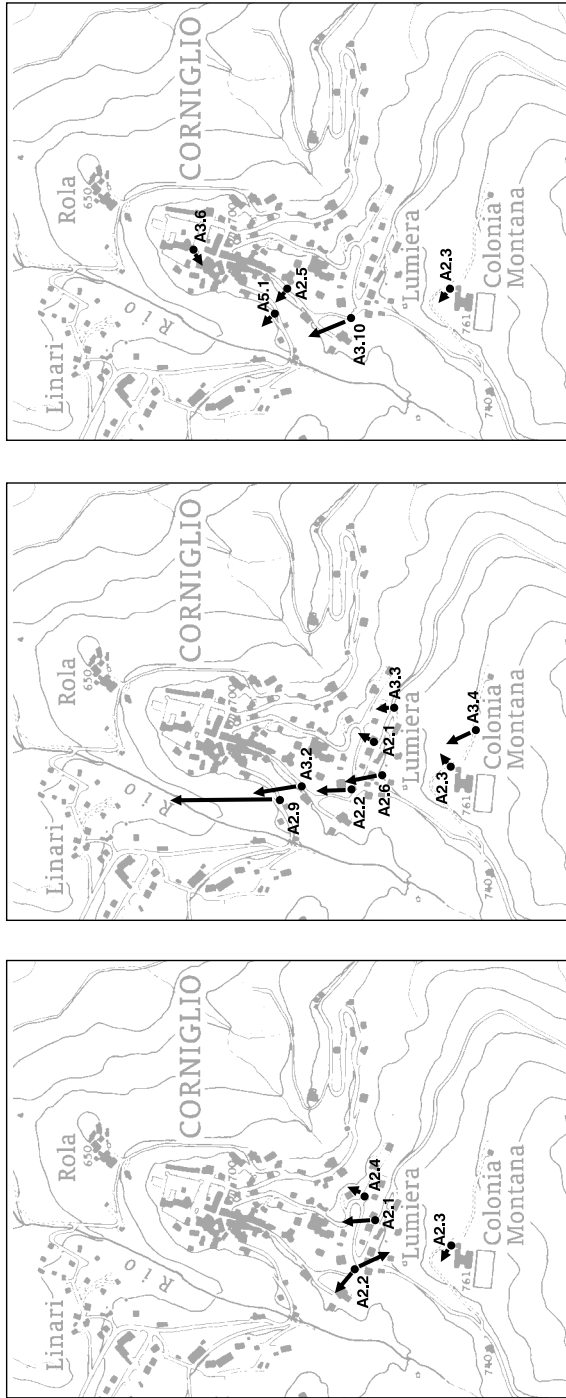 Linari
Rola
650
Rio
CORNIGLIO
700
A2.2
A2.1
A2.4
Lumiera
A2.3
761
740
Colonia
Montana
Linari
Rola
650
Rio
CORNIGLIO
700
A2.9
A3.2
A2.2
A2.6
A2.1
A3.3
Lumiera
A2.3
A3.4
740
Colonia
Montana
Linari
Rola
650
Rio
CORNIGLIO
A3.6
700
A5.1
A2.5
A3.10
Lumiera
A2.3
761
740
Colonia
Montana